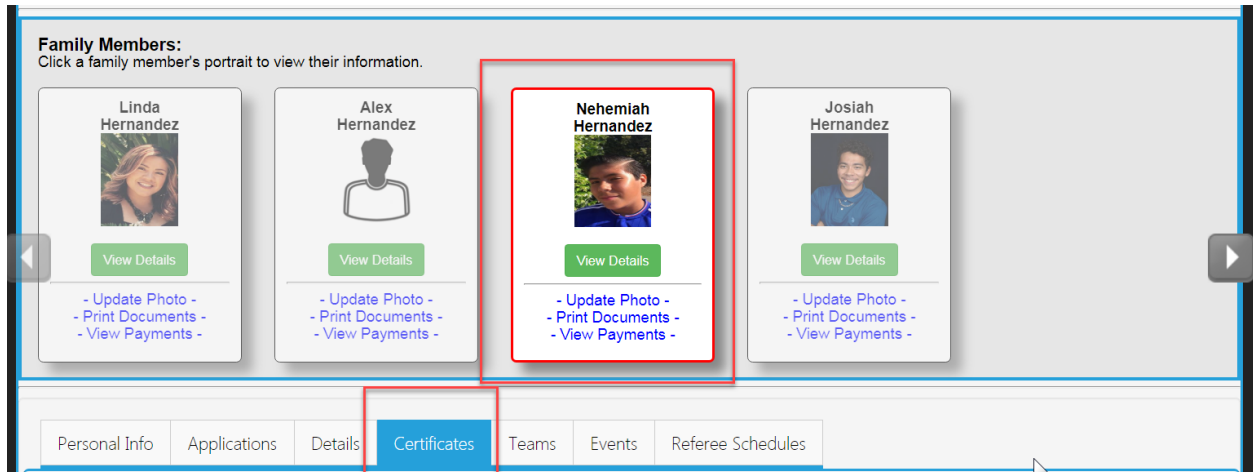 Family Members:
Click a family member's portrait to view their information.
Linda
Hernandez
View Details
- Update Photo -
- Print Documents -
- View Payments -
Alex
Hernandez
View Details
- Update Photo -
- Print Documents -
- View Payments -
Nehemiah
Hernandez
View Details
- Update Photo -
- Print Documents -
- View Payments -
Josiah
Hernandez
View Details
- Update Photo -
- Print Documents -
- View Payments -
Personal Info Applications Details Certificates Teams Events Referee Schedules